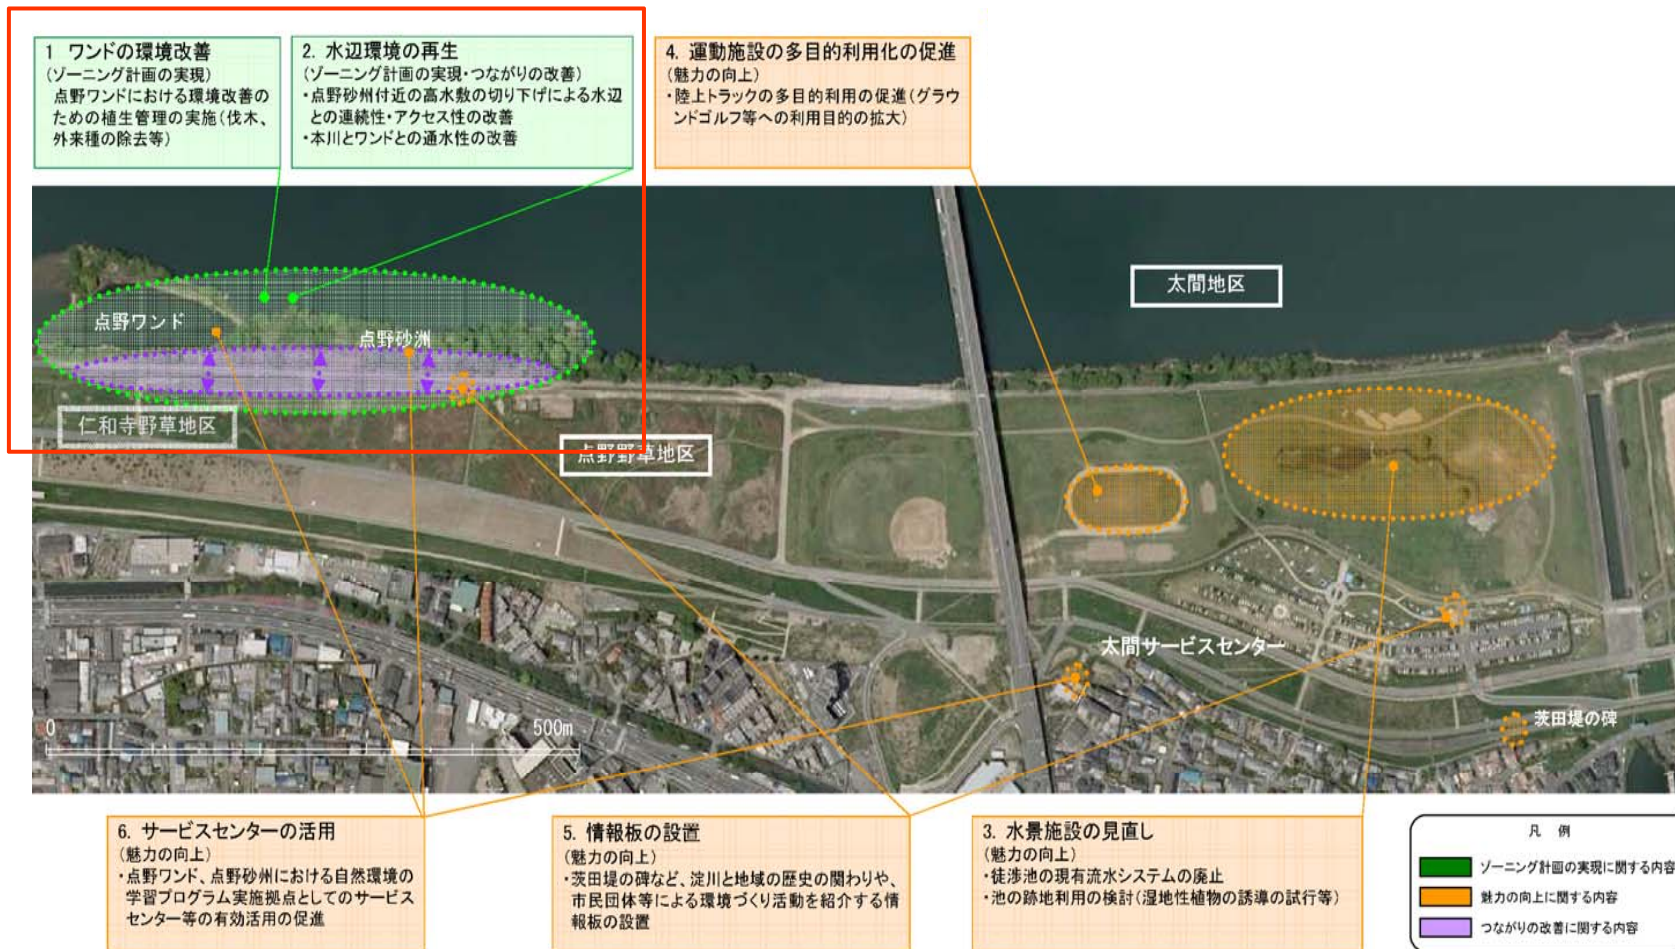 1 ワンドの環境改善
(ゾーニング計画の実現)
点野ワンドにおける環境改善の
ための植生管理の実施(伐木、
外来種の除去等)
2. 水辺環境の再生
(ゾーニング計画の実現・つながりの改善)
・点野砂州付近の高水敷の切り下げによる水辺
との連続性・アクセス性の改善
・本川とワンドとの通水性の改善
4. 運動施設の多目的利用化の促進
(魅力の向上)
・陸上トラックの多目的利用の促進(グラウ
ンドゴルフ等への利用目的の拡大)
太間地区
点野ワンド
点野砂洲
仁和寺野草地区
点野野草地区
太間サービスセンター
茨田堤の碑
0
500m
6. サービスセンターの活用
(魅力の向上)
・点野ワンド、点野砂州における自然環境の
学習プログラム実施拠点としてのサービス
センター等の有効活用の促進
5. 情報板の設置
(魅力の向上)
・茨田堤の碑など、淀川と地域の歴史の関わりや、
市民団体等による環境づくり活動を紹介する情
報板の設置
3. 水景施設の見直し
(魅力の向上)
・徒渉池の現有流水システムの廃止
・池の跡地利用の検討(湿地性植物の誘導の試行等)
凡 例
ゾーニング計画の実現に関する内容
魅力の向上に関する内容
つながりの改善に関する内容